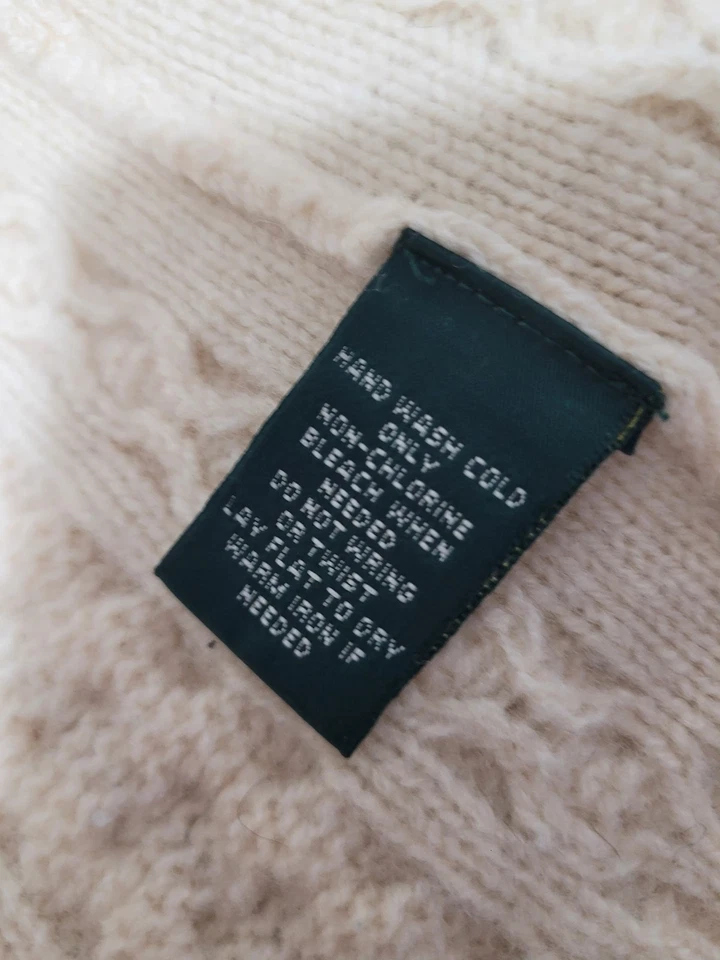 HAND WASH COLD
ONLY
NON-CHLORINE
BLEACH WHEN
NEEDED
DO NOT WRING
OR TWIST
LAY FLAT TO DRY
WARM IRON IF
NEEDED